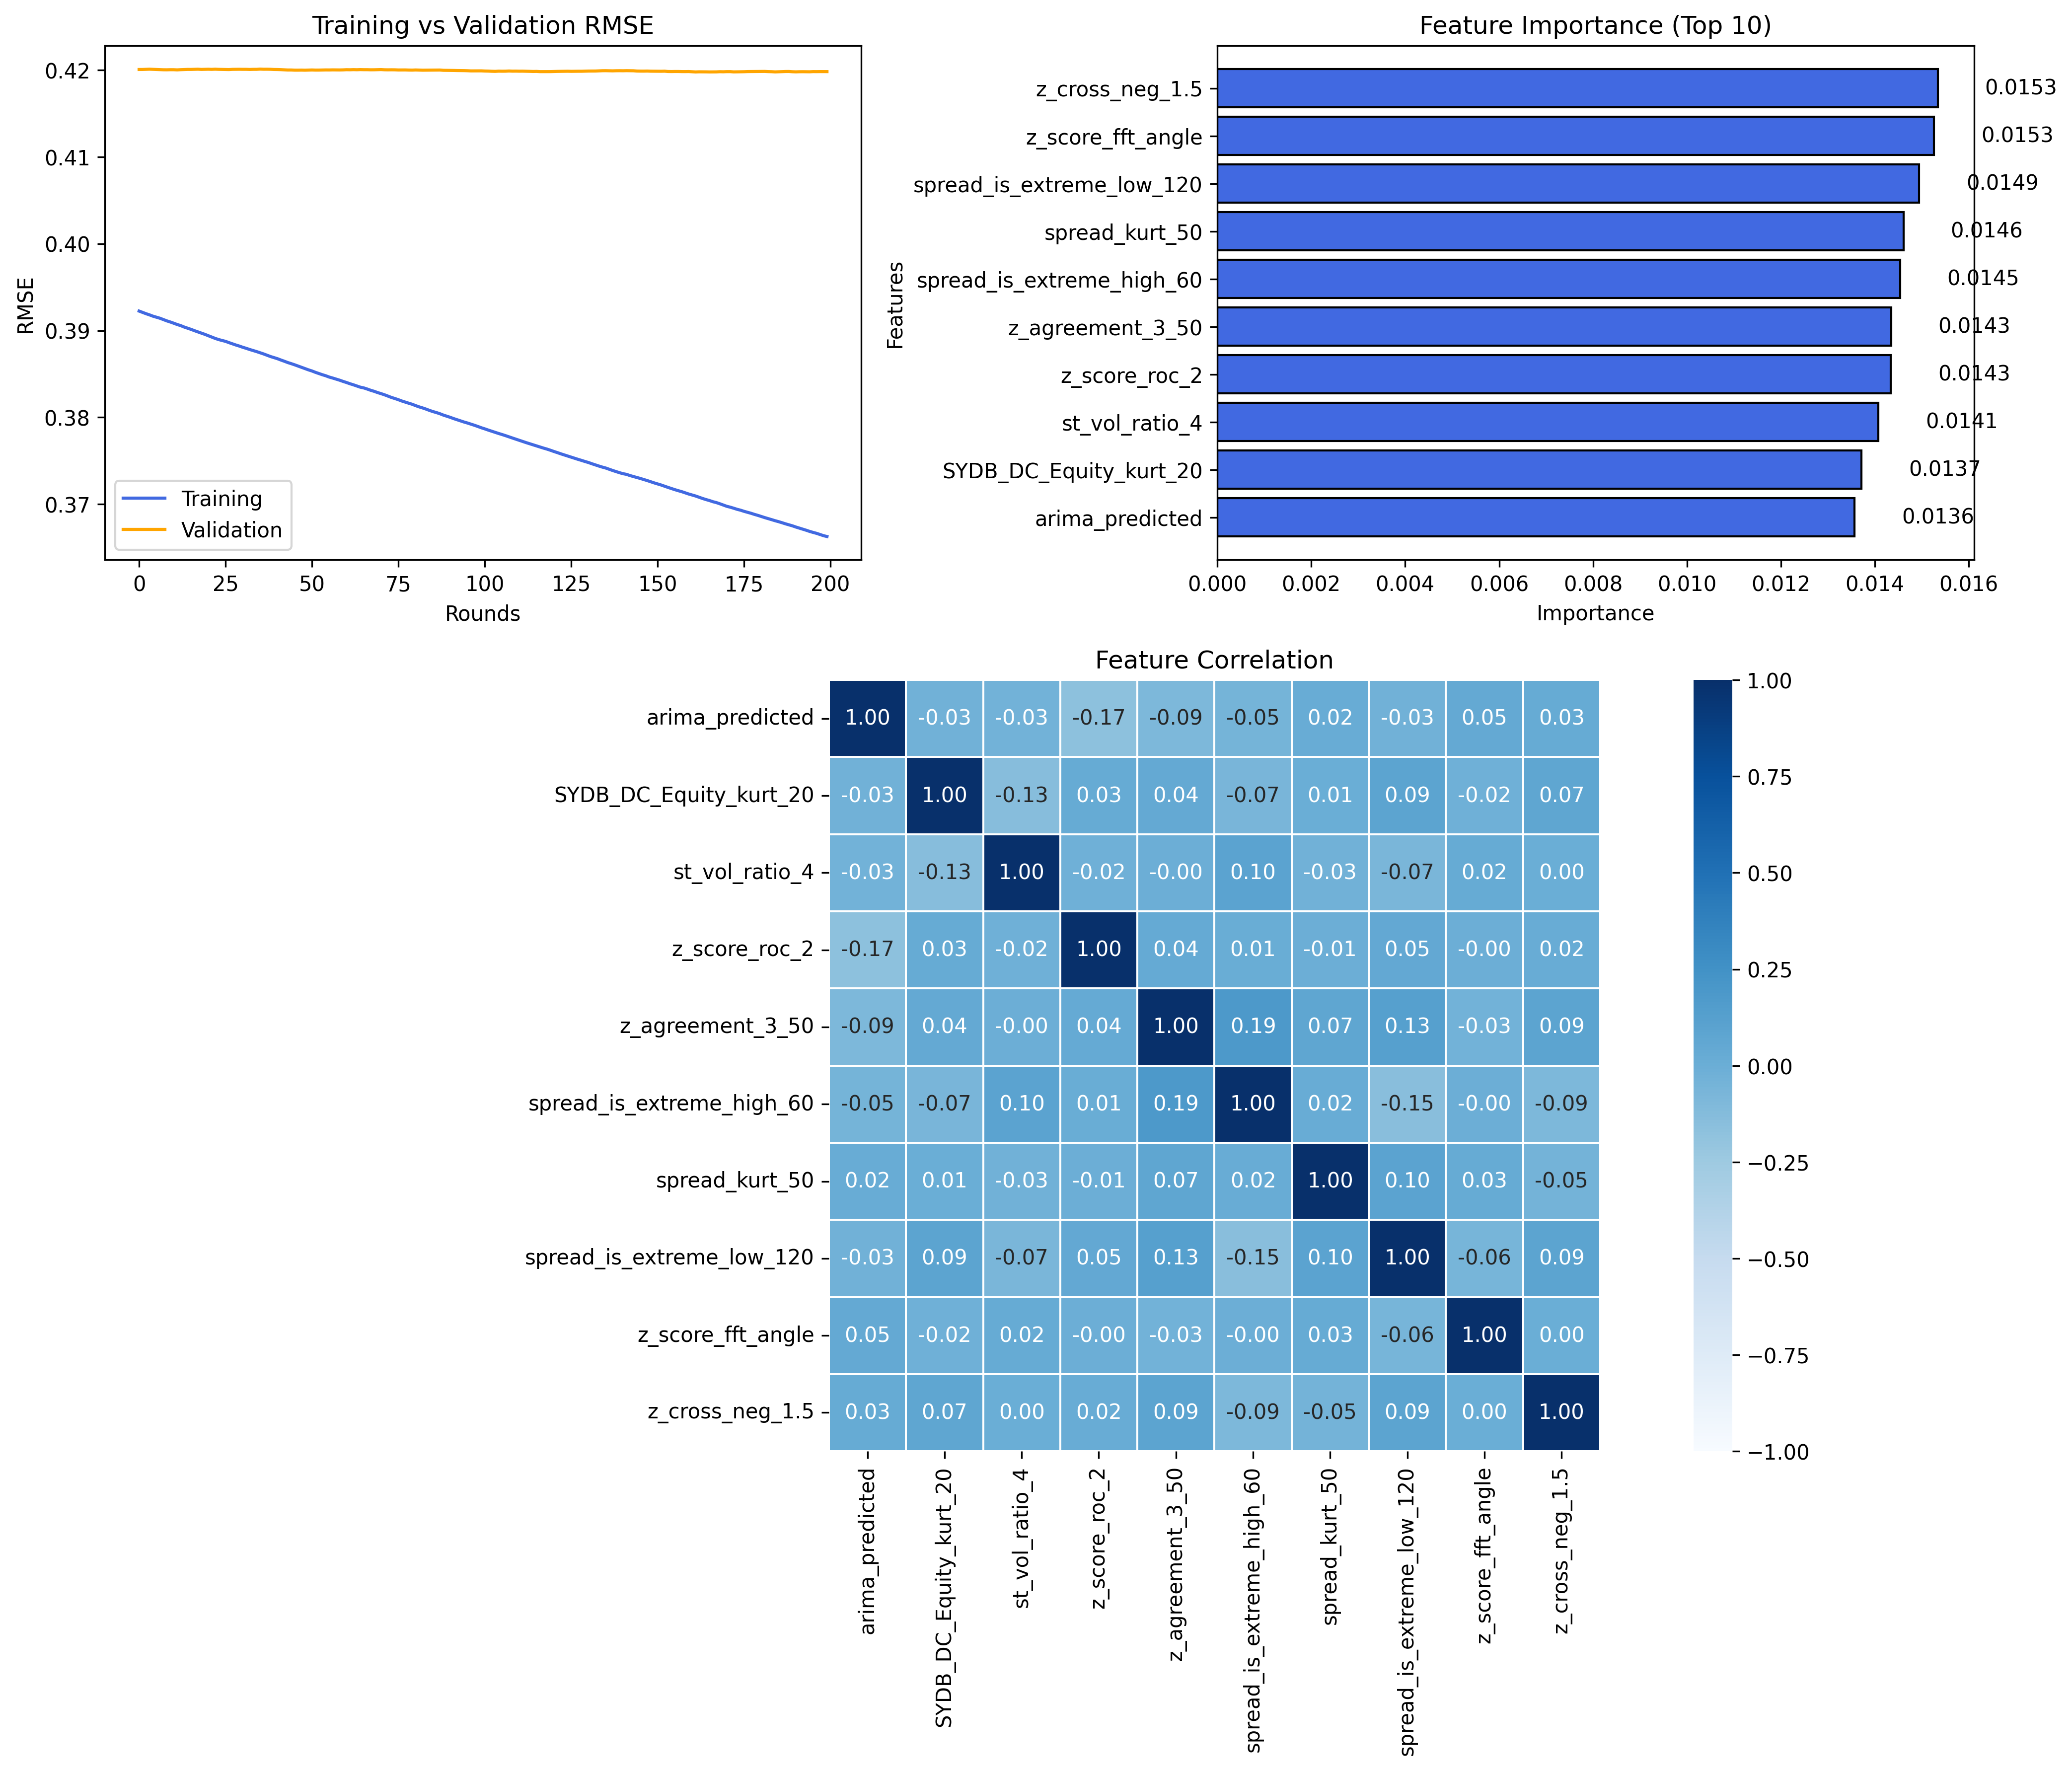 Training vs Validation RMSE
0.42
0.41
0.40
0.39
0.38
0.37
RMSE
Training
Validation
0 25 50 75 100 125 150 175 200
Rounds
Feature Importance (Top 10)
Features
z_cross_neg_1.5 0.0153
z_score_fft_angle 0.0153
spread_is_extreme_low_120 0.0149
spread_kurt_50 0.0146
spread_is_extreme_high_60 0.0145
z_agreement_3_50 0.0143
z_score_roc_2 0.0143
st_vol_ratio_4 0.0141
SYDB_DC_Equity_kurt_20 0.0137
arima_predicted 0.0136
0.000 0.002 0.004 0.006 0.008 0.010 0.012 0.014 0.016
Importance
Feature Correlation
arima_predicted 1.00 -0.03 -0.03 -0.17 -0.09 -0.05 0.02 -0.03 0.05 0.03
SYDB_DC_Equity_kurt_20 -0.03 1.00 -0.13 0.03 0.04 -0.07 0.01 0.09 -0.02 0.07
st_vol_ratio_4 -0.03 -0.13 1.00 -0.02 -0.00 0.10 -0.03 -0.07 0.02 0.00
z_score_roc_2 -0.17 0.03 -0.02 1.00 0.04 0.01 -0.01 0.05 -0.00 0.02
z_agreement_3_50 -0.09 0.04 -0.00 0.04 1.00 0.19 0.07 0.13 -0.03 0.09
spread_is_extreme_high_60 -0.05 -0.07 0.10 0.01 0.19 1.00 0.02 -0.15 -0.00 -0.09
spread_kurt_50 0.02 0.01 -0.03 -0.01 0.07 0.02 1.00 0.10 0.03 -0.05
spread_is_extreme_low_120 -0.03 0.09 -0.07 0.05 0.13 -0.15 0.10 1.00 -0.06 0.09
z_score_fft_angle 0.05 -0.02 0.02 -0.00 -0.03 -0.00 0.03 -0.06 1.00 0.00
z_cross_neg_1.5 0.03 0.07 0.00 0.02 0.09 -0.09 -0.05 0.09 0.00 1.00
arima_predicted
SYDB_DC_Equity_kurt_20
st_vol_ratio_4
z_score_roc_2
z_agreement_3_50
spread_is_extreme_high_60
spread_kurt_50
spread_is_extreme_low_120
z_score_fft_angle
z_cross_neg_1.5
1.00
0.75
0.50
0.25
0.00
−0.25
−0.50
−0.75
−1.00